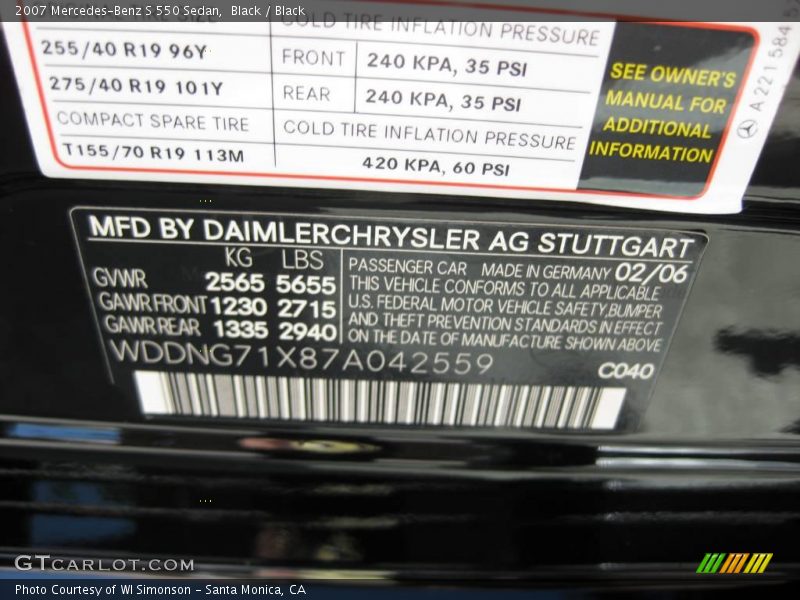 2007 Mercedes-Benz S 550 Sedan, Black / Black
COLD TIRE INFLATION PRESSURE
255/40 R19 96Y FRONT 240 KPA, 35 PSI
275/40 R19 101Y REAR 240 KPA, 35 PSI
COMPACT SPARE TIRE COLD TIRE INFLATION PRESSURE
T155/70 R19 113M 420 KPA, 60 PSI
SEE OWNER'S
MANUAL FOR
ADDITIONAL
INFORMATION
A 221 584
MFD BY DAIMLERCHRYSLER AG STUTTGART
KG LBS
GVWR 2565 5655
GAWR FRONT 1230 2715
GAWR REAR 1335 2940
PASSENGER CAR MADE IN GERMANY 02/06
THIS VEHICLE CONFORMS TO ALL APPLICABLE
U.S. FEDERAL MOTOR VEHICLE SAFETY, BUMPER
AND THEFT PREVENTION STANDARDS IN EFFECT
ON THE DATE OF MANUFACTURE SHOWN ABOVE
WDDNG71X87A042559 C040
GTCARLOT.COM
Photo Courtesy of WI Simonson - Santa Monica, CA